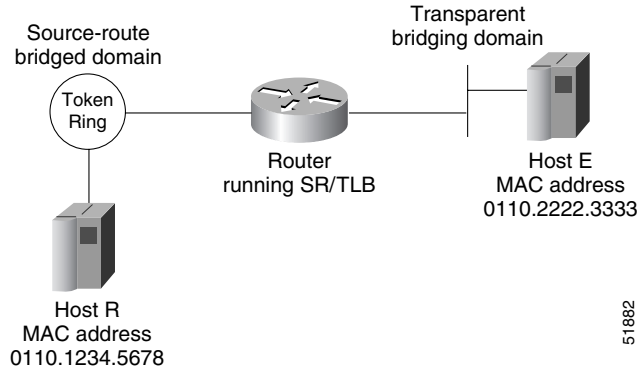 Source-route
bridged domain
Token
Ring
Transparent
bridging domain
Router
running SR/TLB
Host E
MAC address
0110.2222.3333
Host R
MAC address
0110.1234.5678
51882